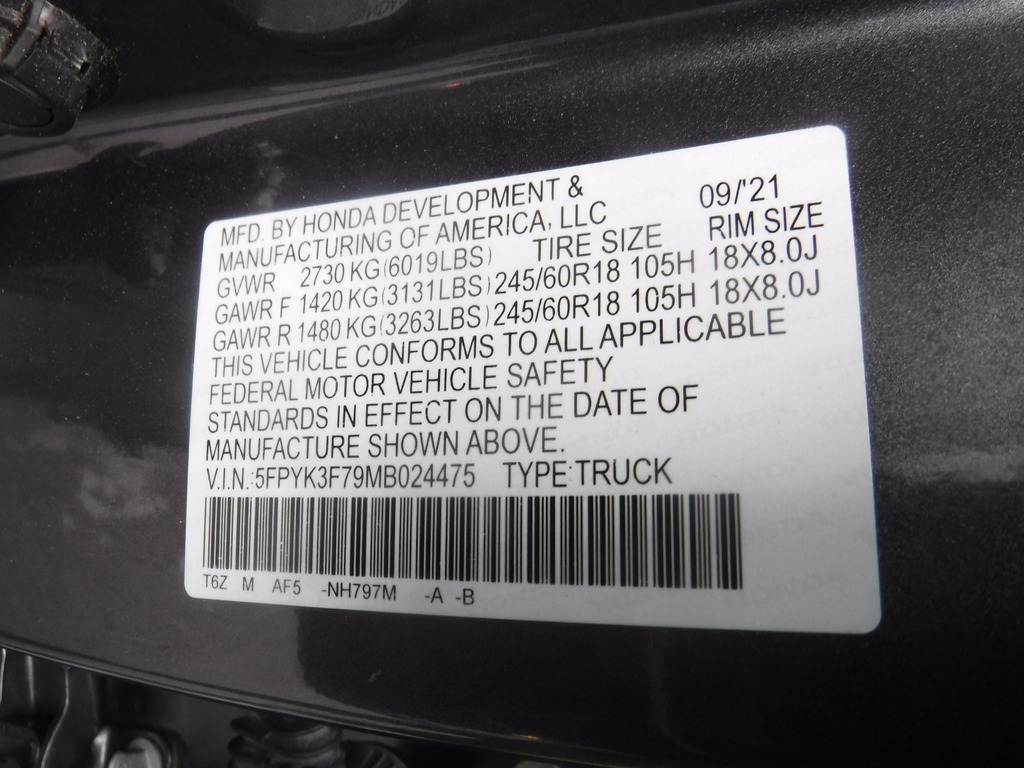 MFD. BY HONDA DEVELOPMENT & 09/'21
MANUFACTURING OF AMERICA, LLC
GVWR 2730 KG(6019LBS) TIRE SIZE RIM SIZE
GAWR F 1420 KG(3131LBS) 245/60R18 105H 18X8.0J
GAWR R 1480 KG(3263LBS) 245/60R18 105H 18X8.0J
THIS VEHICLE CONFORMS TO ALL APPLICABLE
FEDERAL MOTOR VEHICLE SAFETY
STANDARDS IN EFFECT ON THE DATE OF
MANUFACTURE SHOWN ABOVE.
V.I.N.:5FPYK3F79MB024475 TYPE:TRUCK
T6Z M AF5 -NH797M -A -B